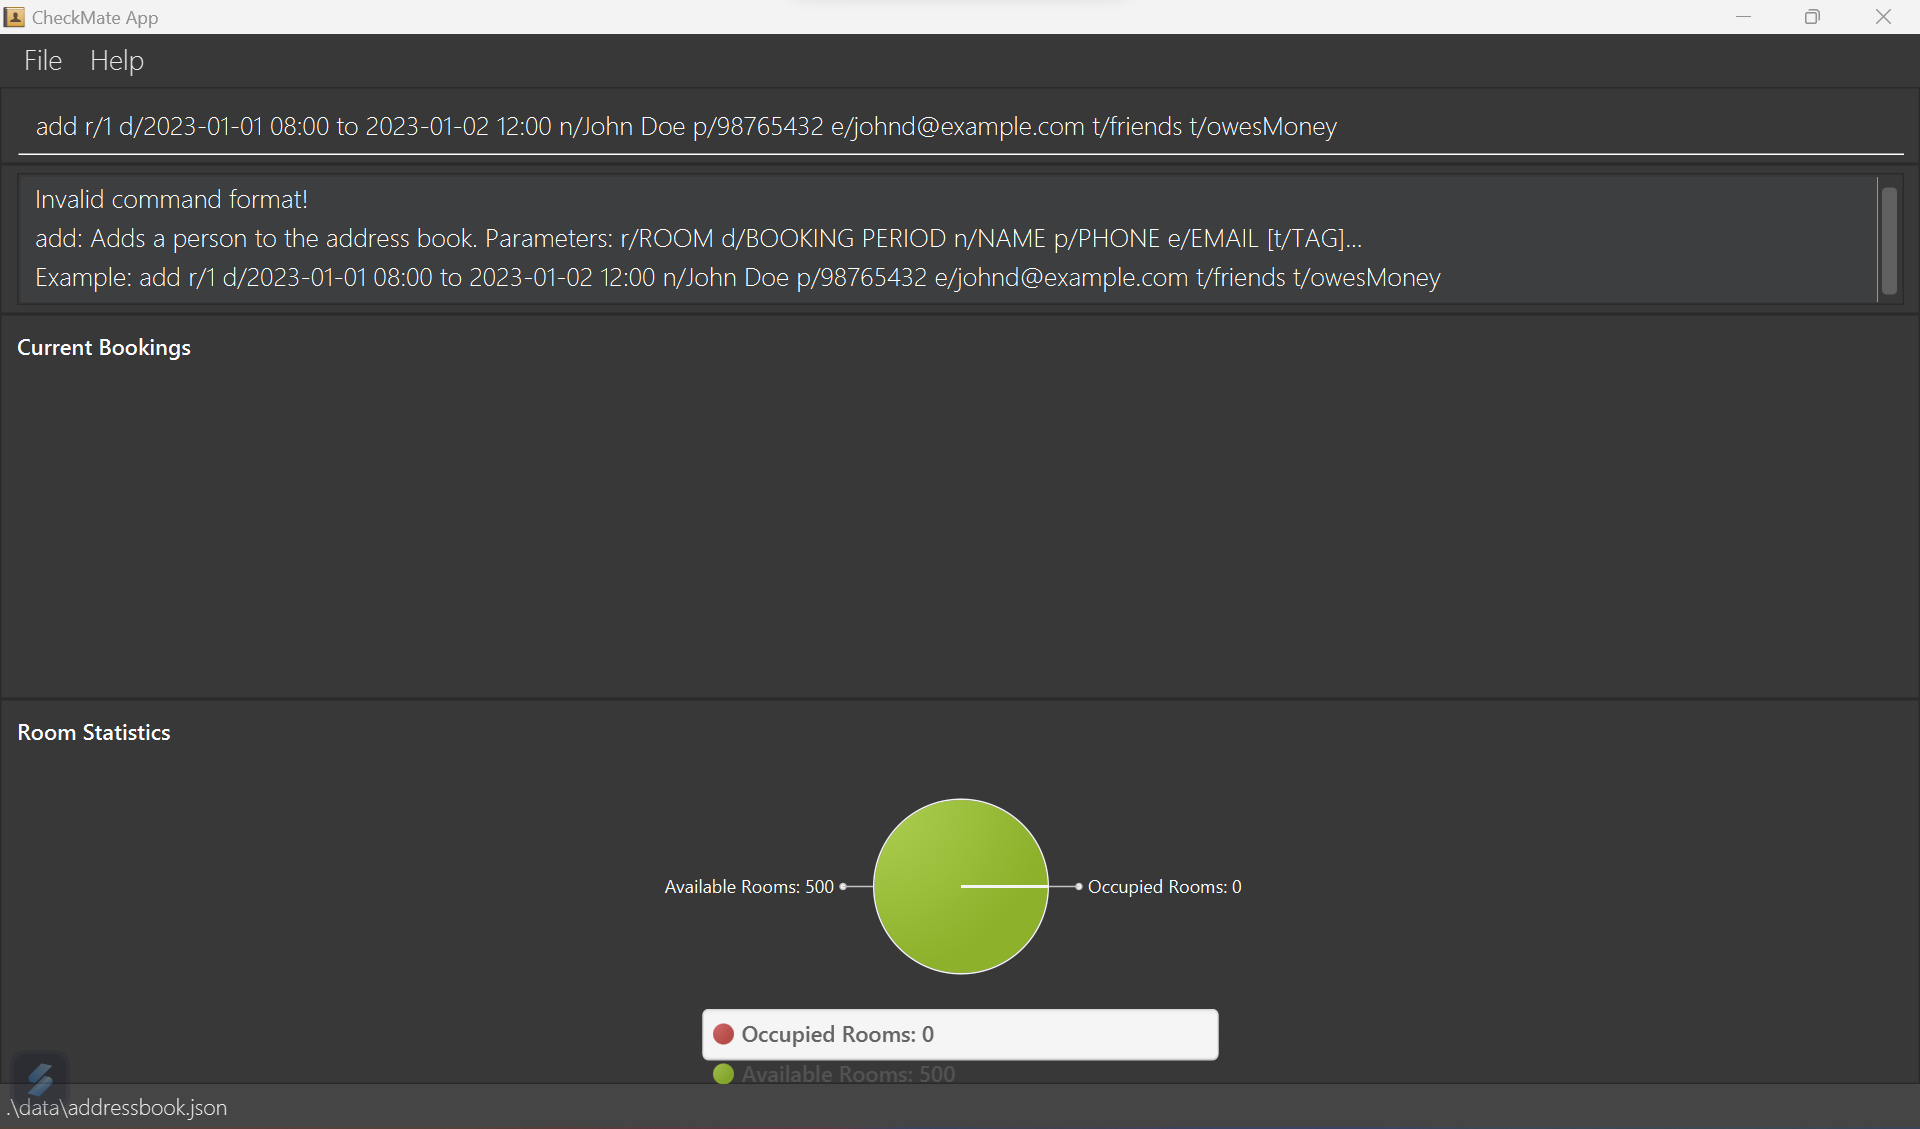 CheckMate App
File Help
add r/1 d/2023-01-01 08:00 to 2023-01-02 12:00 n/John Doe p/98765432 e/johnd@example.com t/friends t/owesMoney
Invalid command format!
add: Adds a person to the address book. Parameters: r/ROOM d/BOOKING PERIOD n/NAME p/PHONE e/EMAIL [t/TAG]...
Example: add r/1 d/2023-01-01 08:00 to 2023-01-02 12:00 n/John Doe p/98765432 e/johnd@example.com t/friends t/owesMoney
Current Bookings
Room Statistics
Available Rooms: 500
Occupied Rooms: 0
Occupied Rooms: 0
Available Rooms: 500
.\data\addressbook.json